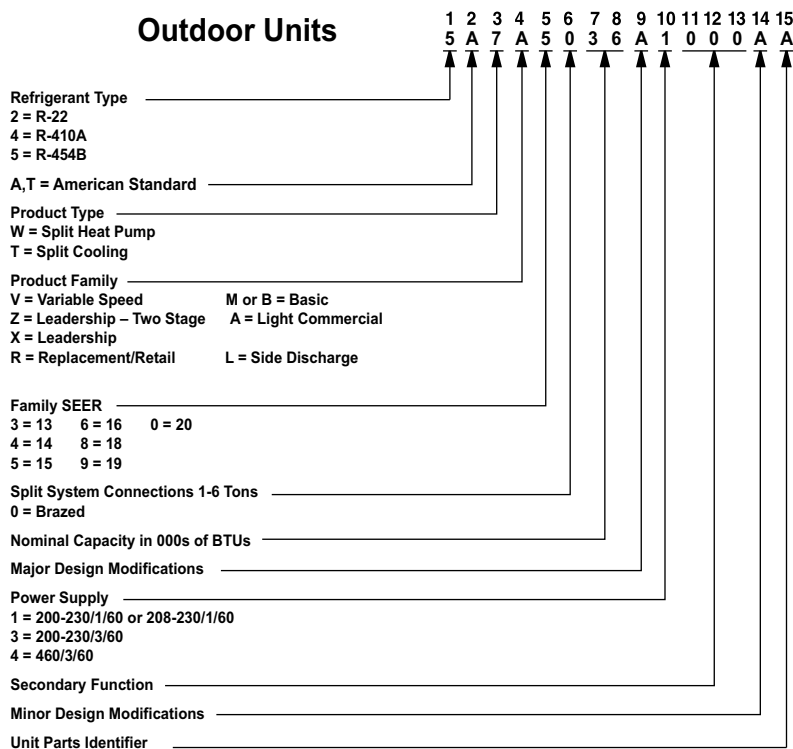 Outdoor Units
1 2 3 4 5 6 7 8 9 10 11 12 13 14 15
5 A 7 A 5 0 3 6 A 1 0 0 0 A A
Refrigerant Type
2 = R-22
4 = R-410A
5 = R-454B
A,T = American Standard
Product Type
W = Split Heat Pump
T = Split Cooling
Product Family
V = Variable Speed M or B = Basic
Z = Leadership – Two Stage A = Light Commercial
X = Leadership
R = Replacement/Retail L = Side Discharge
Family SEER
3 = 13 6 = 16 0 = 20
4 = 14 8 = 18
5 = 15 9 = 19
Split System Connections 1-6 Tons
0 = Brazed
Nominal Capacity in 000s of BTUs
Major Design Modifications
Power Supply
1 = 200-230/1/60 or 208-230/1/60
3 = 200-230/3/60
4 = 460/3/60
Secondary Function
Minor Design Modifications
Unit Parts Identifier